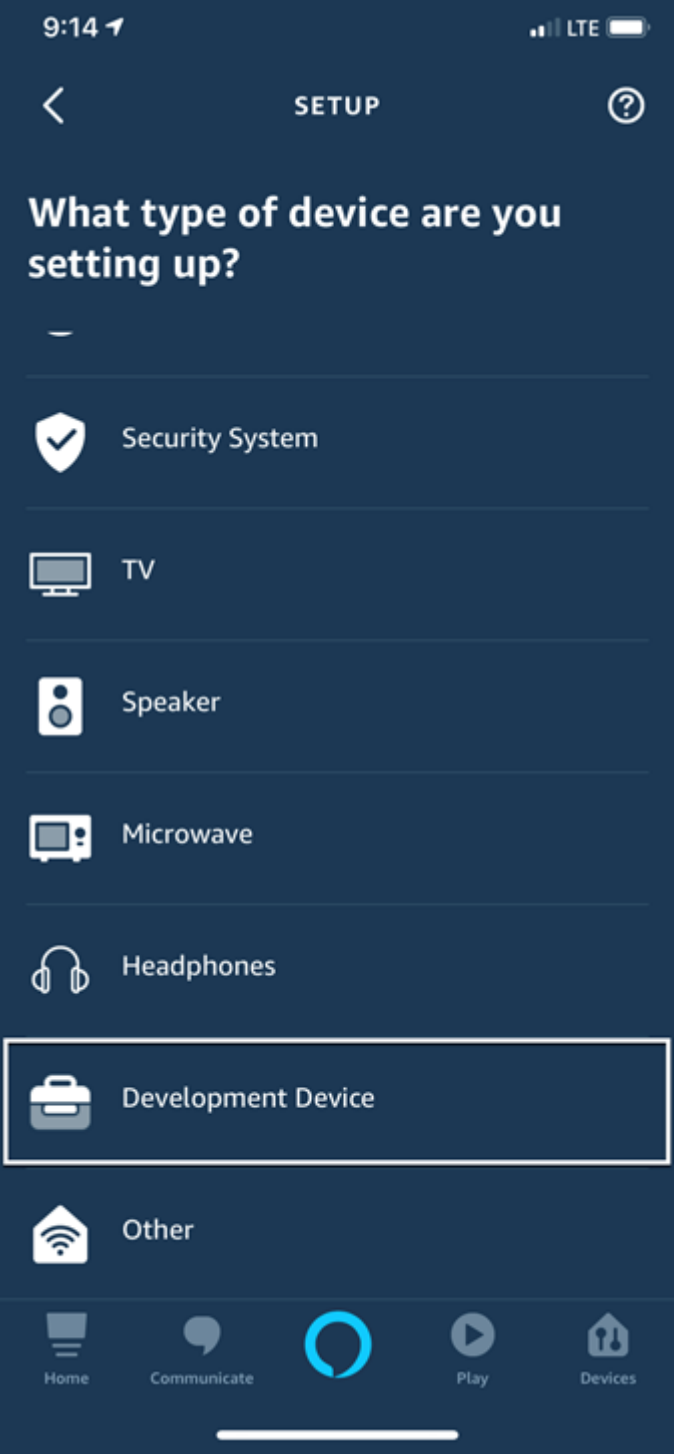 9:14
LTE
SETUP
What type of device are you
setting up?
Security System
TV
Speaker
Microwave
Headphones
Development Device
Other
Home
Communicate
Play
Devices